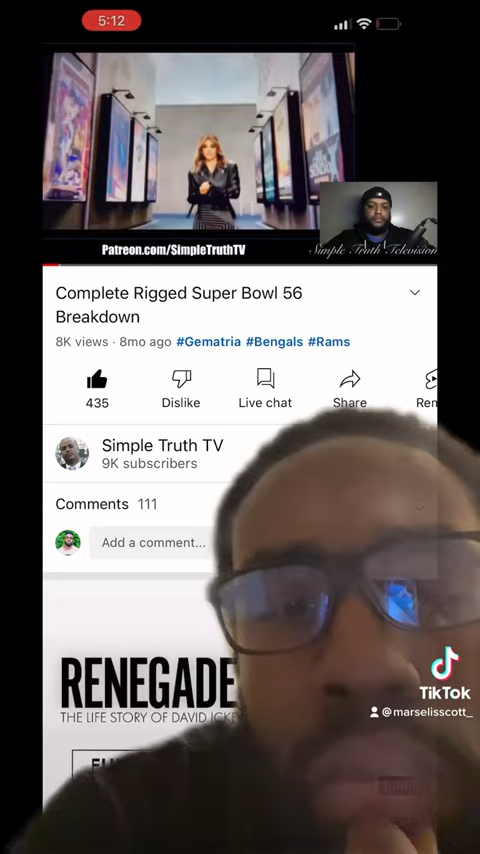 5:12
Patreon.com/SimpleTruthTV
Simple Truth Television
Complete Rigged Super Bowl 56
Breakdown
8K views · 8mo ago #Gematria #Bengals #Rams
435
Dislike
Live chat
Share
Rem
Simple Truth TV
9K subscribers
Comments 111
Add a comment...
RENEGADE
THE LIFE STORY OF DAVID ICKE
TikTok
@marselisscott_